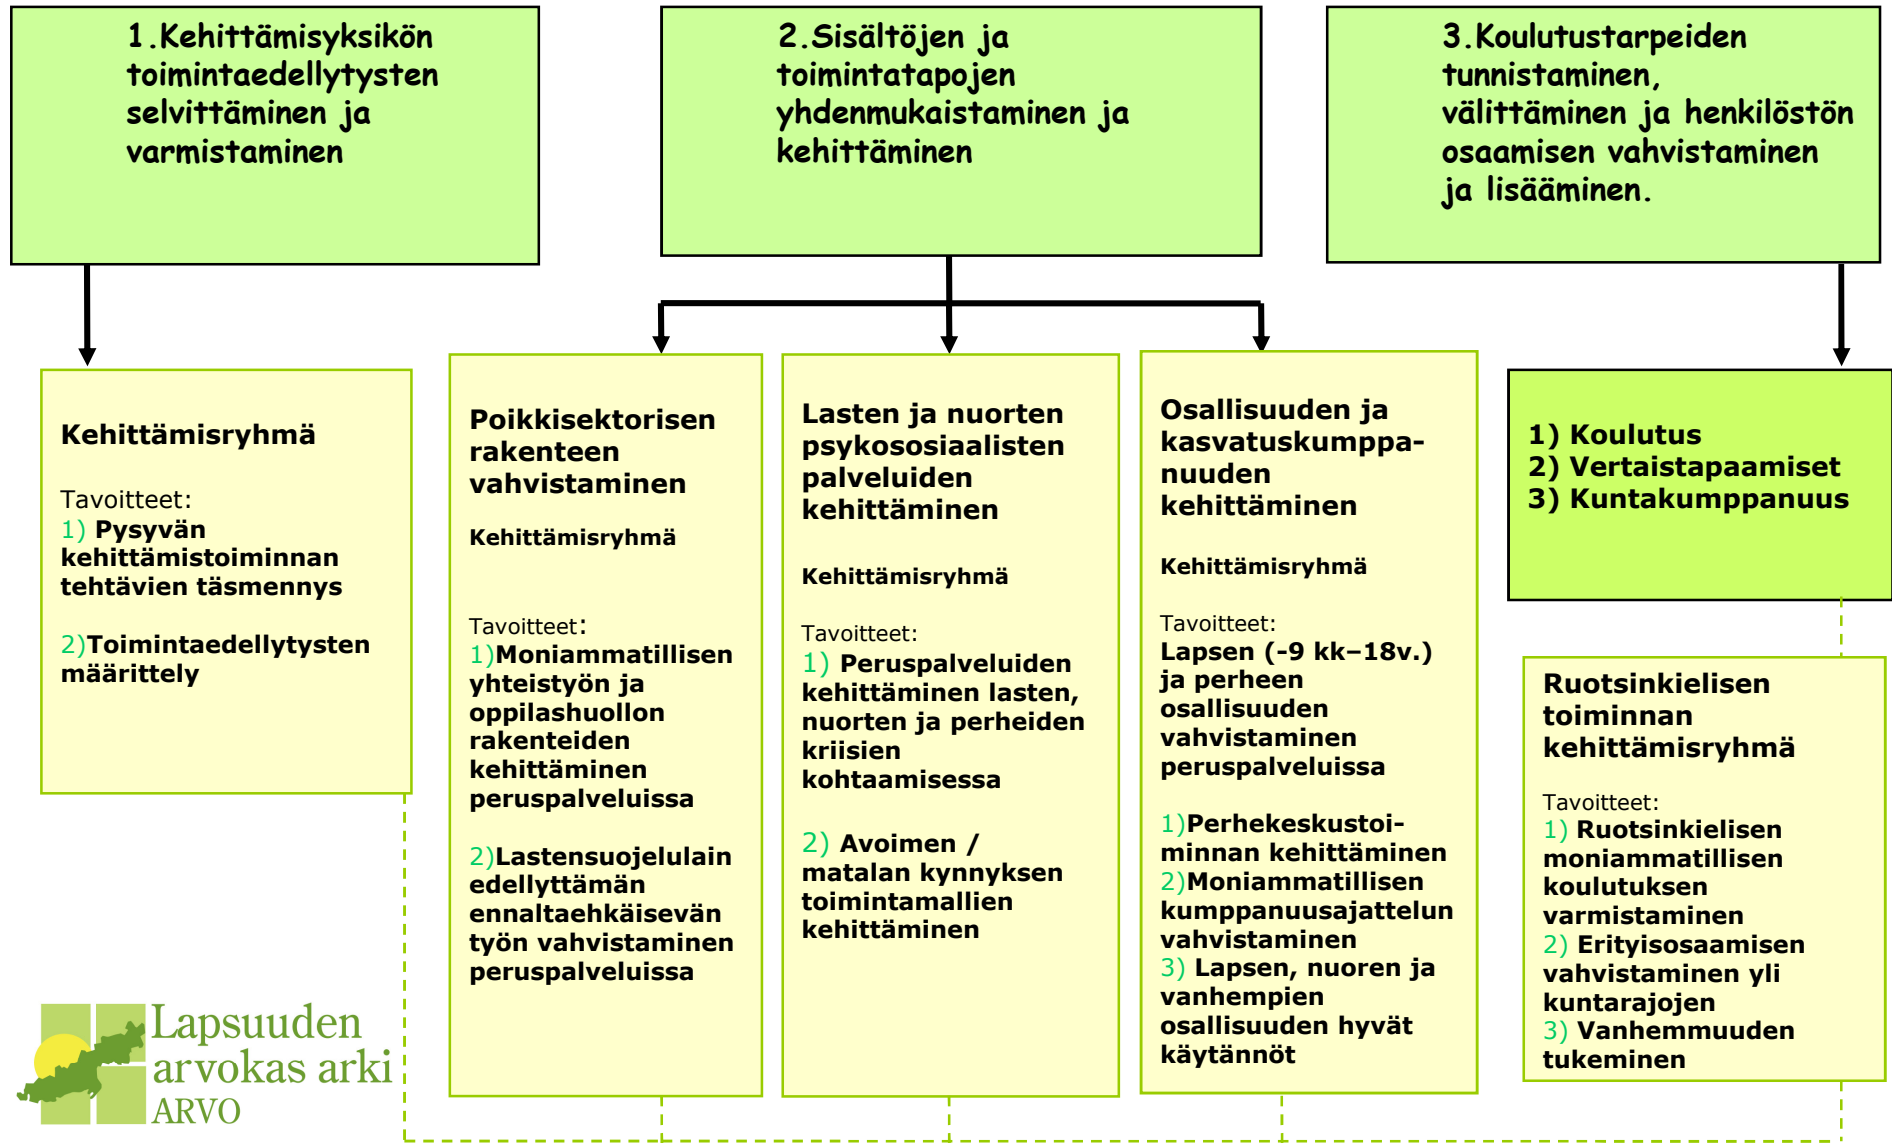 1.Kehittämisyksikön
toimintaedellytysten
selvittäminen ja
varmistaminen
2.Sisältöjen ja
toimintatapojen
yhdenmukaistaminen ja
kehittäminen
3.Koulutustarpeiden
tunnistaminen,
välittäminen ja henkilöstön
osaamisen vahvistaminen
ja lisääminen.
Kehittämisryhmä
Tavoitteet:
1) Pysyvän
kehittämistoiminnan
tehtävien täsmennys
2)Toimintaedellytysten
määrittely
Poikkisektorisen
rakenteen
vahvistaminen
Kehittämisryhmä
Tavoitteet:
1)Moniammatillisen
yhteistyön ja
oppilashuollon
rakenteiden
kehittäminen
peruspalveluissa
2)Lastensuojelulain
edellyttämän
ennaltaehkäisevän
työn vahvistaminen
peruspalveluissa
Lasten ja nuorten
psykososiaalisten
palveluiden
kehittäminen
Kehittämisryhmä
Tavoitteet:
1) Peruspalveluiden
kehittäminen lasten,
nuorten ja perheiden
kriisien
kohtaamisessa
2) Avoimen /
matalan kynnyksen
toimintamallien
kehittäminen
Osallisuuden ja
kasvatuskumppa-
nuuden
kehittäminen
Kehittämisryhmä
Tavoitteet:
Lapsen (-9 kk–18v.)
ja perheen
osallisuuden
vahvistaminen
peruspalveluissa
1)Perhekeskustoi-
minnan kehittäminen
2)Moniammatillisen
kumppanuusajattelun
vahvistaminen
3) Lapsen, nuoren ja
vanhempien
osallisuuden hyvät
käytännöt
1) Koulutus
2) Vertaistapaamiset
3) Kuntakumppanuus
Ruotsinkielisen
toiminnan
kehittämisryhmä
Tavoitteet:
1) Ruotsinkielisen
moniammatillisen
koulutuksen
varmistaminen
2) Erityisosaamisen
vahvistaminen yli
kuntarajojen
3) Vanhemmuuden
tukeminen
Lapsuuden
arvokas arki
ARVO